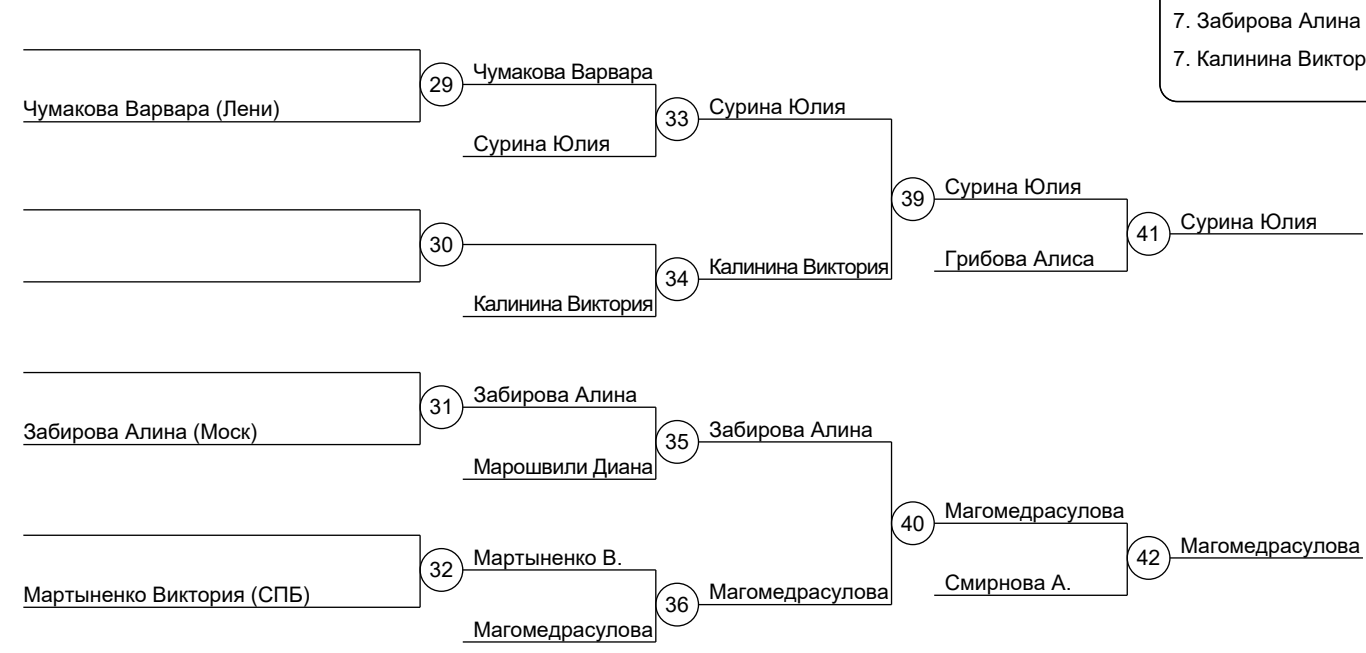 7. Забирова Алина
7. Калинина Виктор
29
Чумакова Варвара
Чумакова Варвара (Лени)
33
Сурина Юлия
Сурина Юлия
39
Сурина Юлия
41
Сурина Юлия
30
34
Калинина Виктория
Грибова Алиса
Калинина Виктория
31
Забирова Алина
Забирова Алина (Моск)
35
Забирова Алина
Марошвили Диана
40
Магомедрасулова
42
Магомедрасулова
32
Мартыненко В.
Смирнова А.
Мартыненко Виктория (СПБ)
36
Магомедрасулова
Магомедрасулова